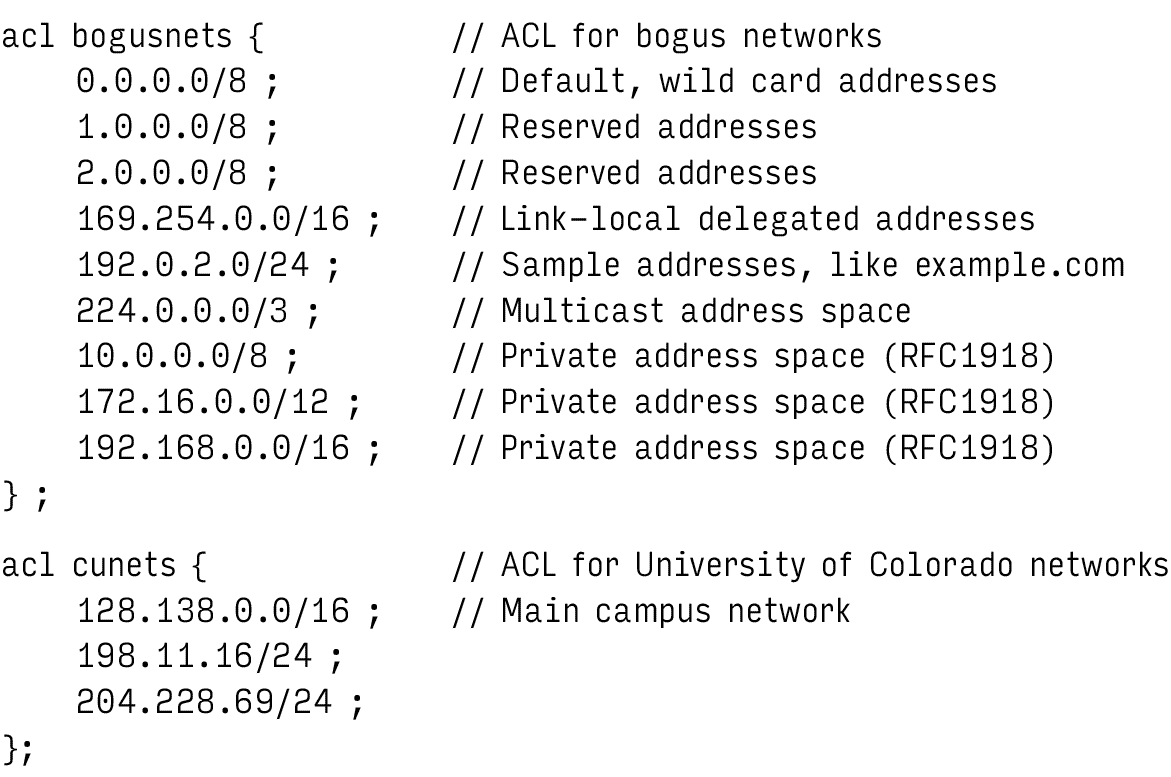 acl bogusnets { // ACL for bogus networks
0.0.0.0/8 ; // Default, wild card addresses
1.0.0.0/8 ; // Reserved addresses
2.0.0.0/8 ; // Reserved addresses
169.254.0.0/16 ; // Link-local delegated addresses
192.0.2.0/24 ; // Sample addresses, like example.com
224.0.0.0/3 ; // Multicast address space
10.0.0.0/8 ; // Private address space (RFC1918)
172.16.0.0/12 ; // Private address space (RFC1918)
192.168.0.0/16 ; // Private address space (RFC1918)
} ;
acl cunets { // ACL for University of Colorado networks
128.138.0.0/16 ; // Main campus network
198.11.16/24 ;
204.228.69/24 ;
};